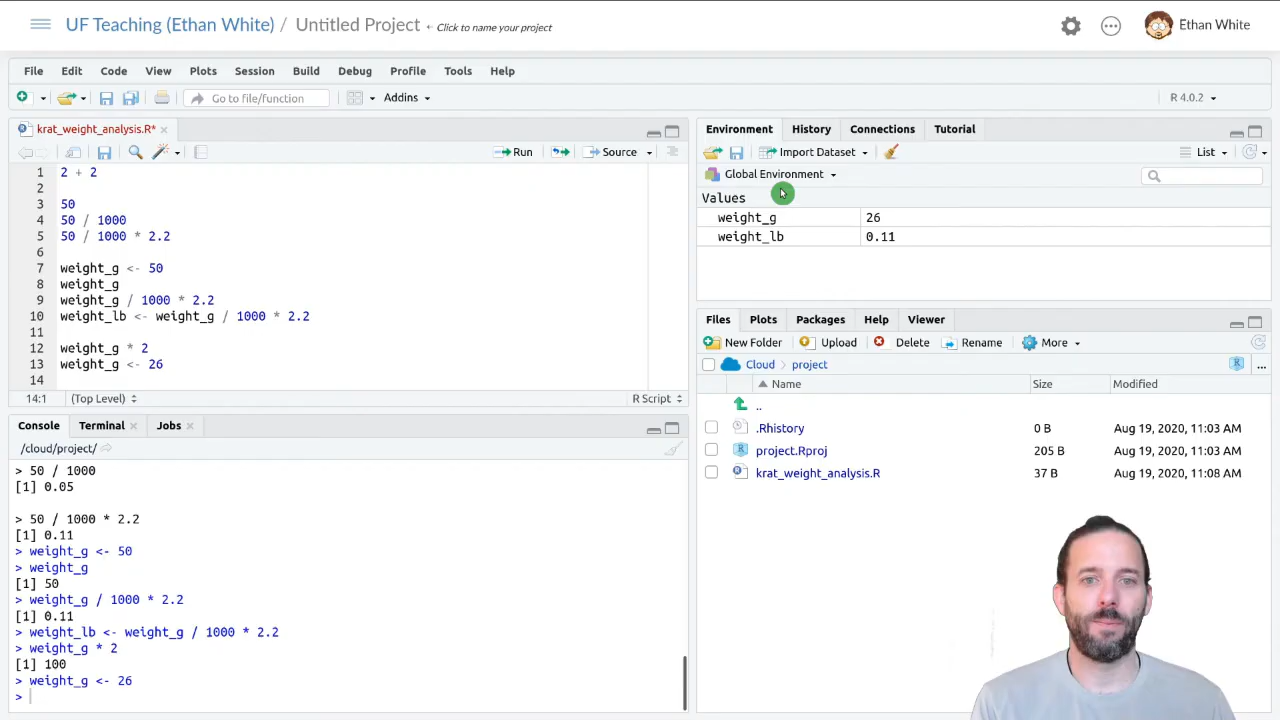 UF Teaching (Ethan White) / Untitled Project ← Click to name your project
Ethan White
File Edit Code View Plots Session Build Debug Profile Tools Help
Go to file/function Addins R 4.0.2
krat_weight_analysis.R*
Run Source
1 2 + 2
2
3 50
4 50 / 1000
5 50 / 1000 * 2.2
6
7 weight_g <- 50
8 weight_g
9 weight_g / 1000 * 2.2
10 weight_lb <- weight_g / 1000 * 2.2
11
12 weight_g * 2
13 weight_g <- 26
14
14:1 (Top Level) R Script
Console Terminal Jobs
/cloud/project/
> 50 / 1000
[1] 0.05
> 50 / 1000 * 2.2
[1] 0.11
> weight_g <- 50
> weight_g
[1] 50
> weight_g / 1000 * 2.2
[1] 0.11
> weight_lb <- weight_g / 1000 * 2.2
> weight_g * 2
[1] 100
> weight_g <- 26
>
Environment History Connections Tutorial
Import Dataset List
Global Environment
Values
weight_g 26
weight_lb 0.11
Files Plots Packages Help Viewer
New Folder Upload Delete Rename More
Cloud > project ...
Name Size Modified
..
.Rhistory 0 B Aug 19, 2020, 11:03 AM
project.Rproj 205 B Aug 19, 2020, 11:03 AM
krat_weight_analysis.R 37 B Aug 19, 2020, 11:08 AM